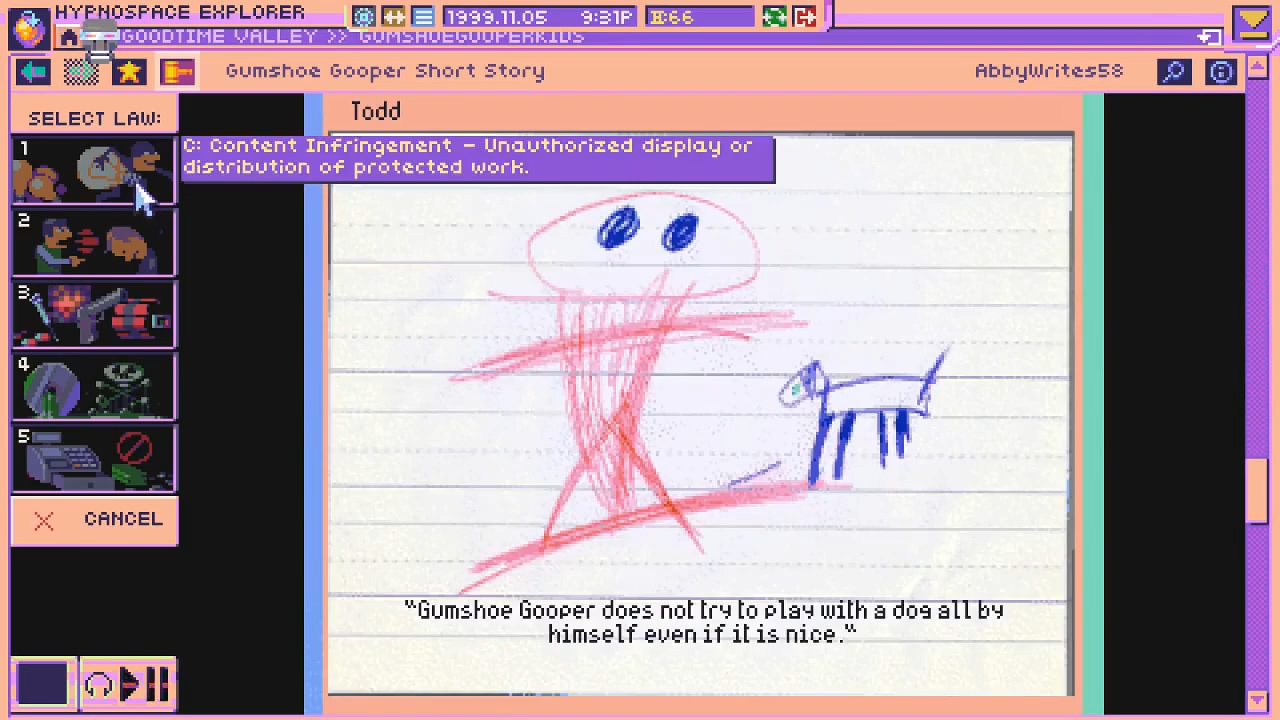 HYPNOSPACE EXPLORER
1999.11.05 9:31P
:66
GOODTIME VALLEY >> GUMSHOEGOOPERKIDS
Gumshoe Gooper Short Story
AbbyWrites58
SELECT LAW:
Todd
1
C: Content Infringement – Unauthorized display or
distribution of protected work.
2
3
4
5
CANCEL
"Gumshoe Gooper does not try to play with a dog all by
himself even if it is nice."